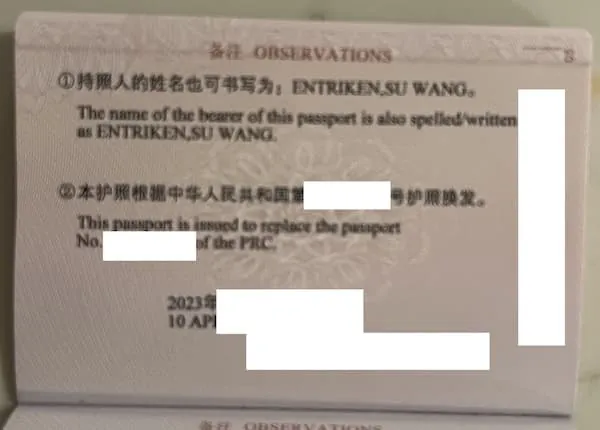 备注 OBSERVATIONS
①持照人的姓名也可书写为：ENTRIKEN,SU WANG。
The name of the bearer of this passport is also spelled/written
as ENTRIKEN,SU WANG.
②本护照根据中华人民共和国第 号护照换发。
This passport is issued to replace the passport
No. of the PRC.
2023年
10 AP
备注 OBSERVATIONS